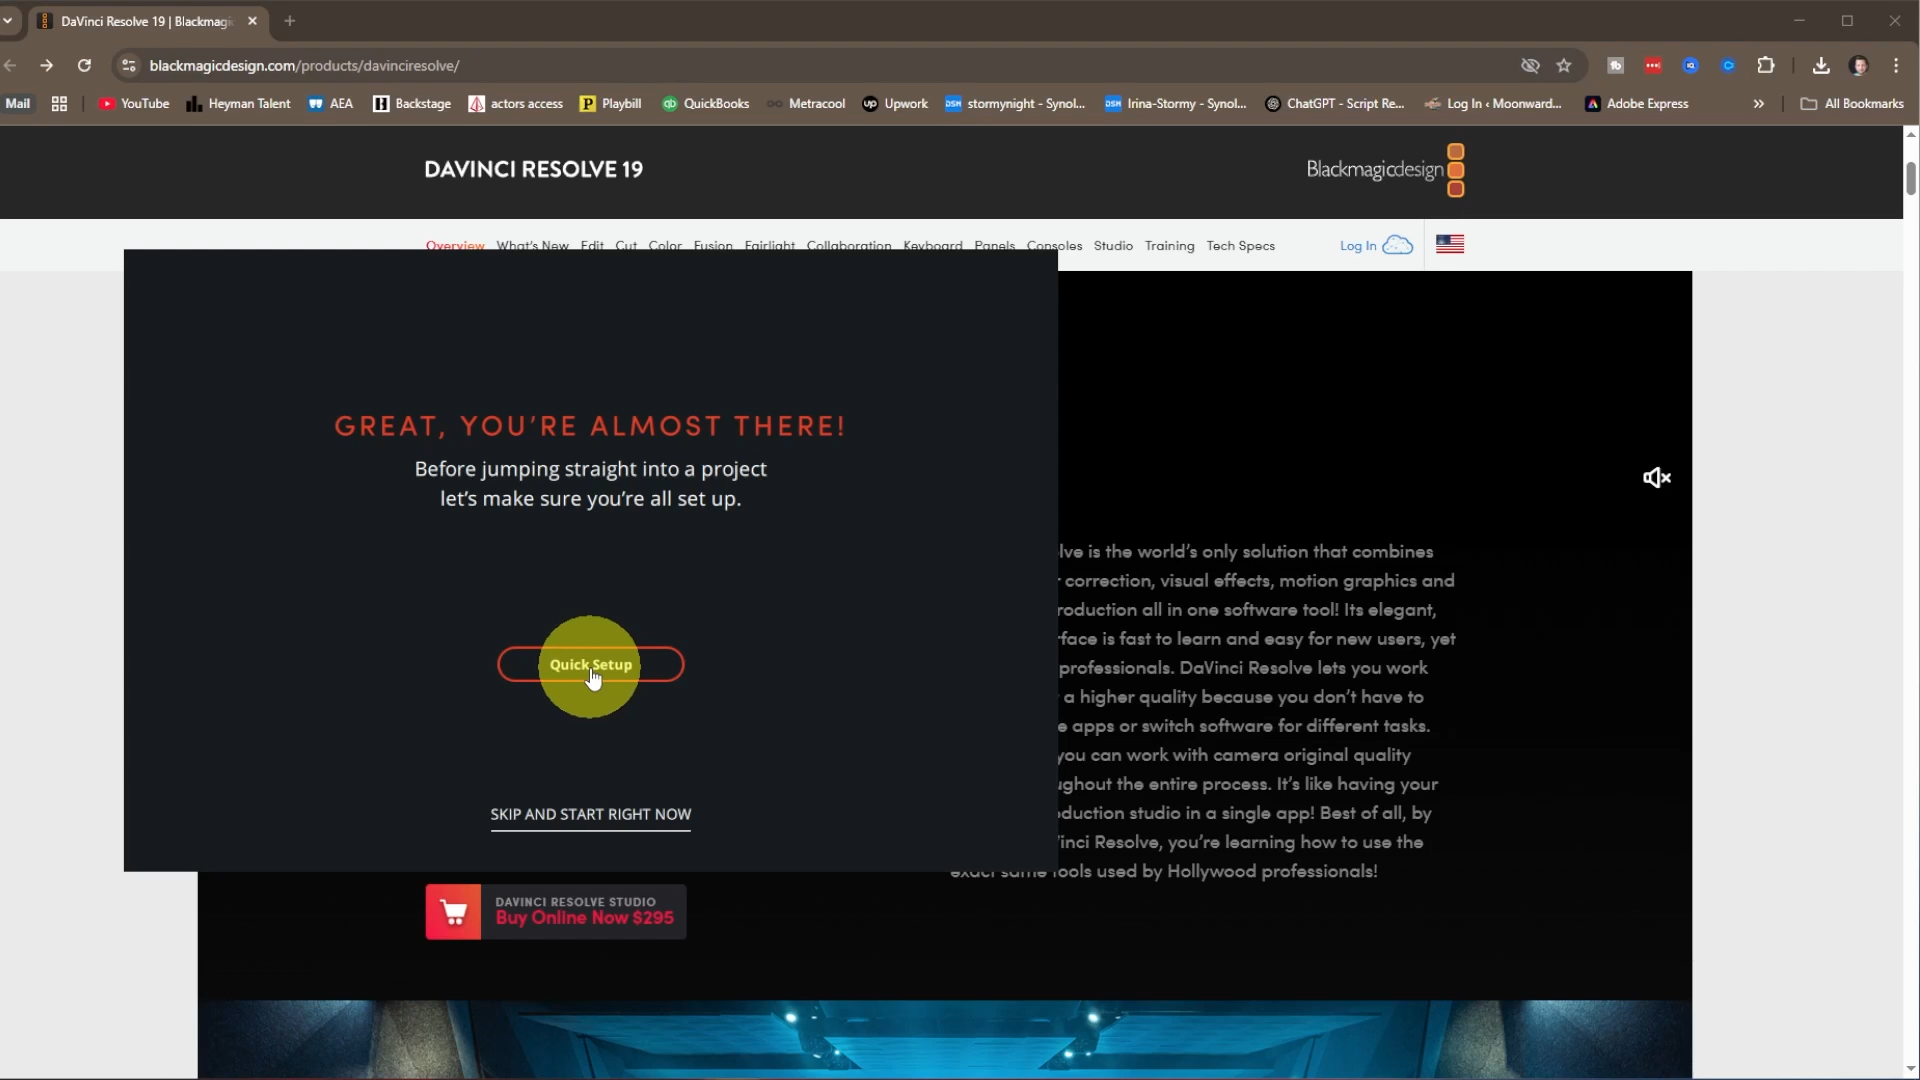 DaVinci Resolve 19 | Blackmagi
blackmagicdesign.com/products/davinciresolve/
Mail YouTube Heyman Talent AEA Backstage actors access Playbill QuickBooks Metracool Upwork stormynight - Synol... Irina-Stormy - Synol... ChatGPT - Script Re... Log In ‹ Moonward... Adobe Express » All Bookmarks
DAVINCI RESOLVE 19
Blackmagicdesign
Overview What's New Edit Cut Color Fusion Fairlight Collaboration Keyboard Panels Consoles Studio Training Tech Specs Log In
GREAT, YOU'RE ALMOST THERE!
Before jumping straight into a project
let's make sure you're all set up.
Quick Setup
SKIP AND START RIGHT NOW
lve is the world's only solution that combines
correction, visual effects, motion graphics and
roduction all in one software tool! Its elegant,
rface is fast to learn and easy for new users, yet
professionals. DaVinci Resolve lets you work
a higher quality because you don't have to
e apps or switch software for different tasks.
you can work with camera original quality
ughout the entire process. It's like having your
oduction studio in a single app! Best of all, by
Vinci Resolve, you're learning how to use the
exact same tools used by Hollywood professionals!
DAVINCI RESOLVE STUDIO
Buy Online Now $295